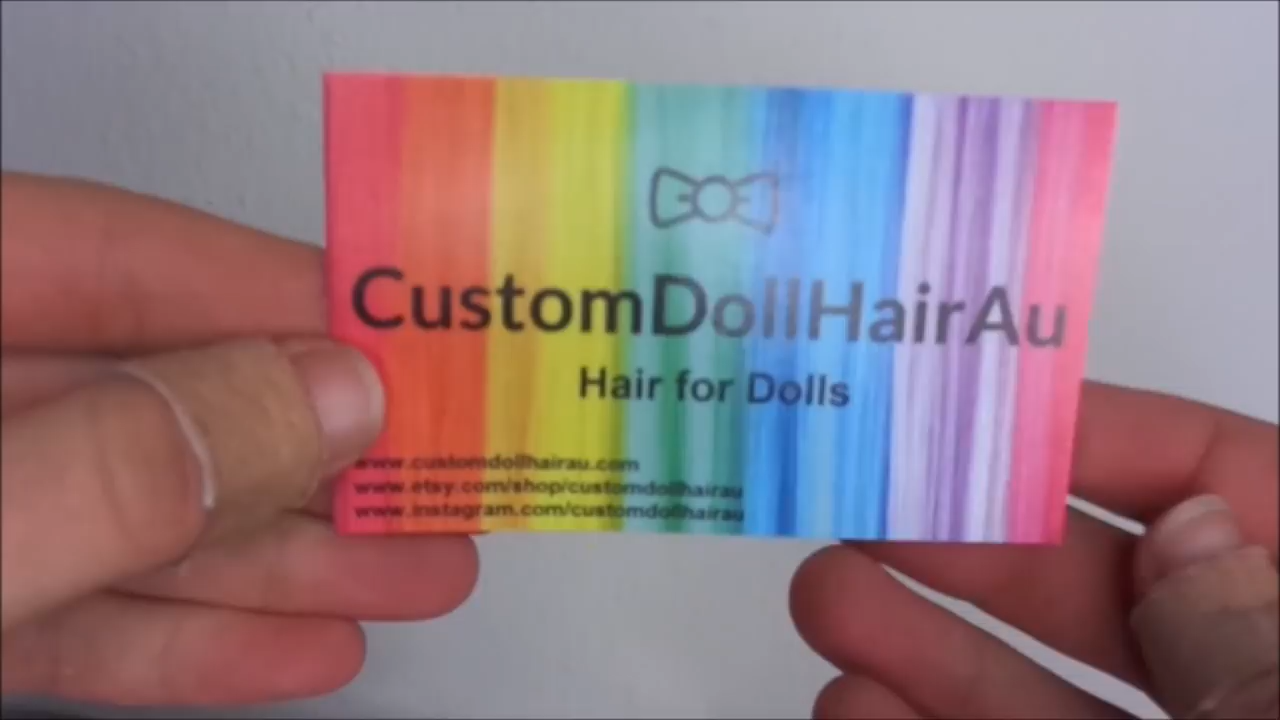 CustomDollHairAu
Hair for Dolls
www.customdollhairau.com
www.etsy.com/shop/customdollhairau
www.instagram.com/customdollhairau